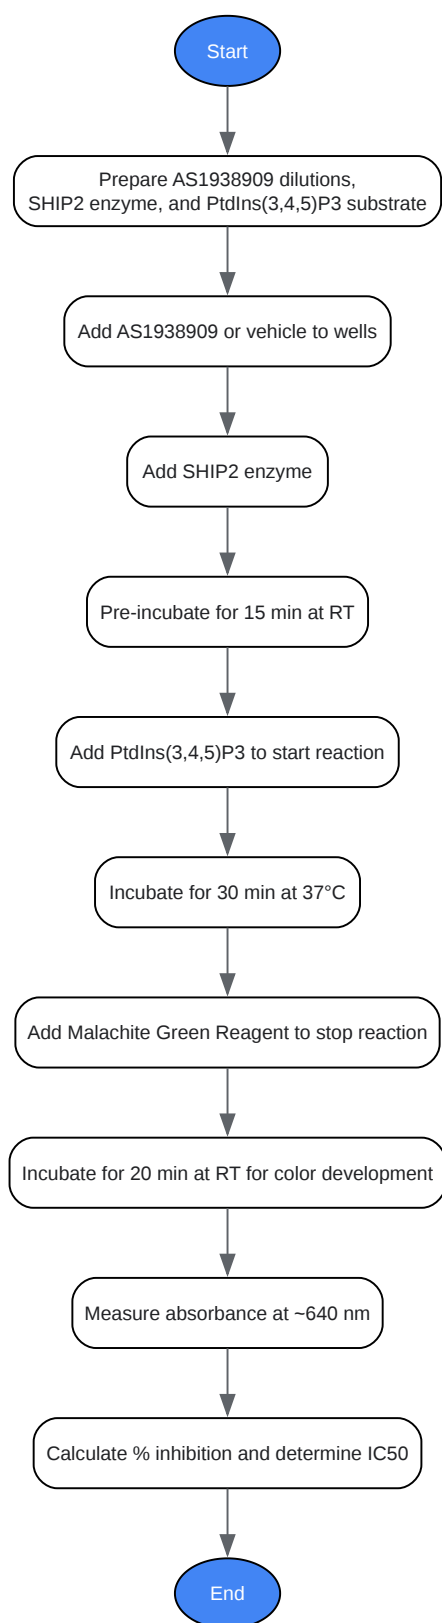 Start
Prepare AS1938909 dilutions,
SHIP2 enzyme, and PtdIns(3,4,5)P3 substrate
Add AS1938909 or vehicle to wells
Add SHIP2 enzyme
Pre-incubate for 15 min at RT
Add PtdIns(3,4,5)P3 to start reaction
Incubate for 30 min at 37°C
Add Malachite Green Reagent to stop reaction
Incubate for 20 min at RT for color development
Measure absorbance at ~640 nm
Calculate % inhibition and determine IC50
End